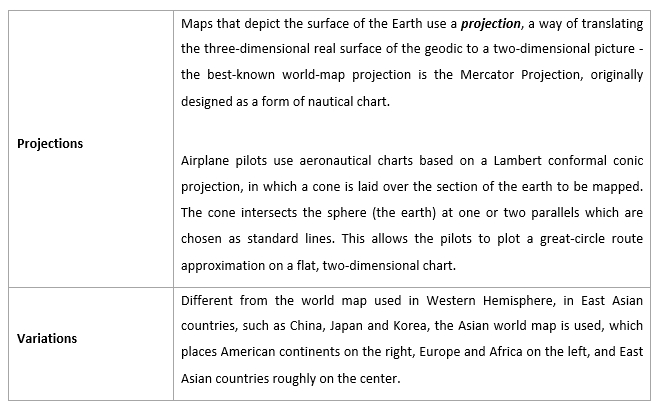 Projections
Maps that depict the surface of the Earth use a projection, a way of translating
the three-dimensional real surface of the geodic to a two-dimensional picture -
the best-known world-map projection is the Mercator Projection, originally
designed as a form of nautical chart.
Airplane pilots use aeronautical charts based on a Lambert conformal conic
projection, in which a cone is laid over the section of the earth to be mapped.
The cone intersects the sphere (the earth) at one or two parallels which are
chosen as standard lines. This allows the pilots to plot a great-circle route
approximation on a flat, two-dimensional chart.
Variations
Different from the world map used in Western Hemisphere, in East Asian
countries, such as China, Japan and Korea, the Asian world map is used, which
places American continents on the right, Europe and Africa on the left, and East
Asian countries roughly on the center.